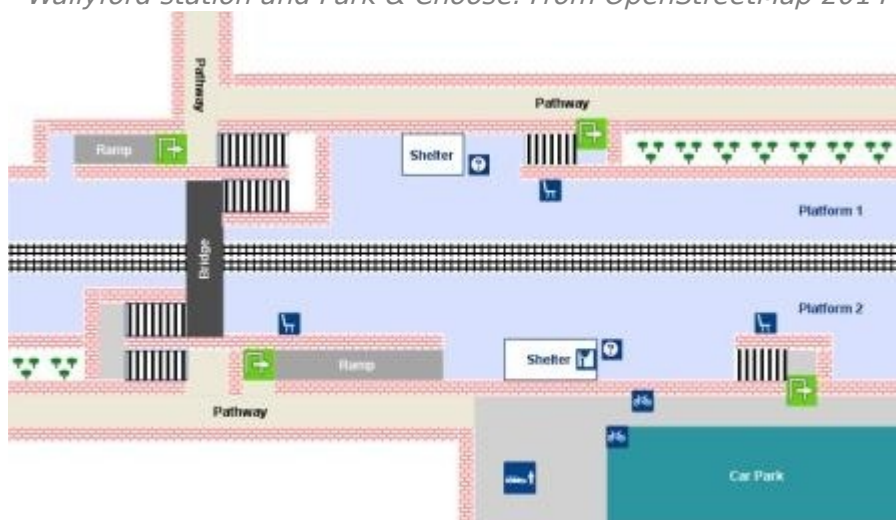 Wallyford station and Park & Choose. From OpenStreetMap 2014
Pathway
Pathway
Ramp
Shelter
?
Platform 1
Bridge
Platform 2
Shelter
?
Ramp
Pathway
Car Park